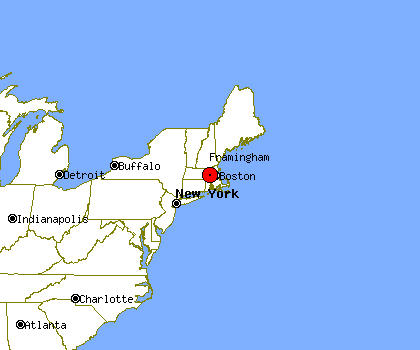 Framingham
Buffalo
Detroit
Boston
New York
Indianapolis
Charlotte
Atlanta